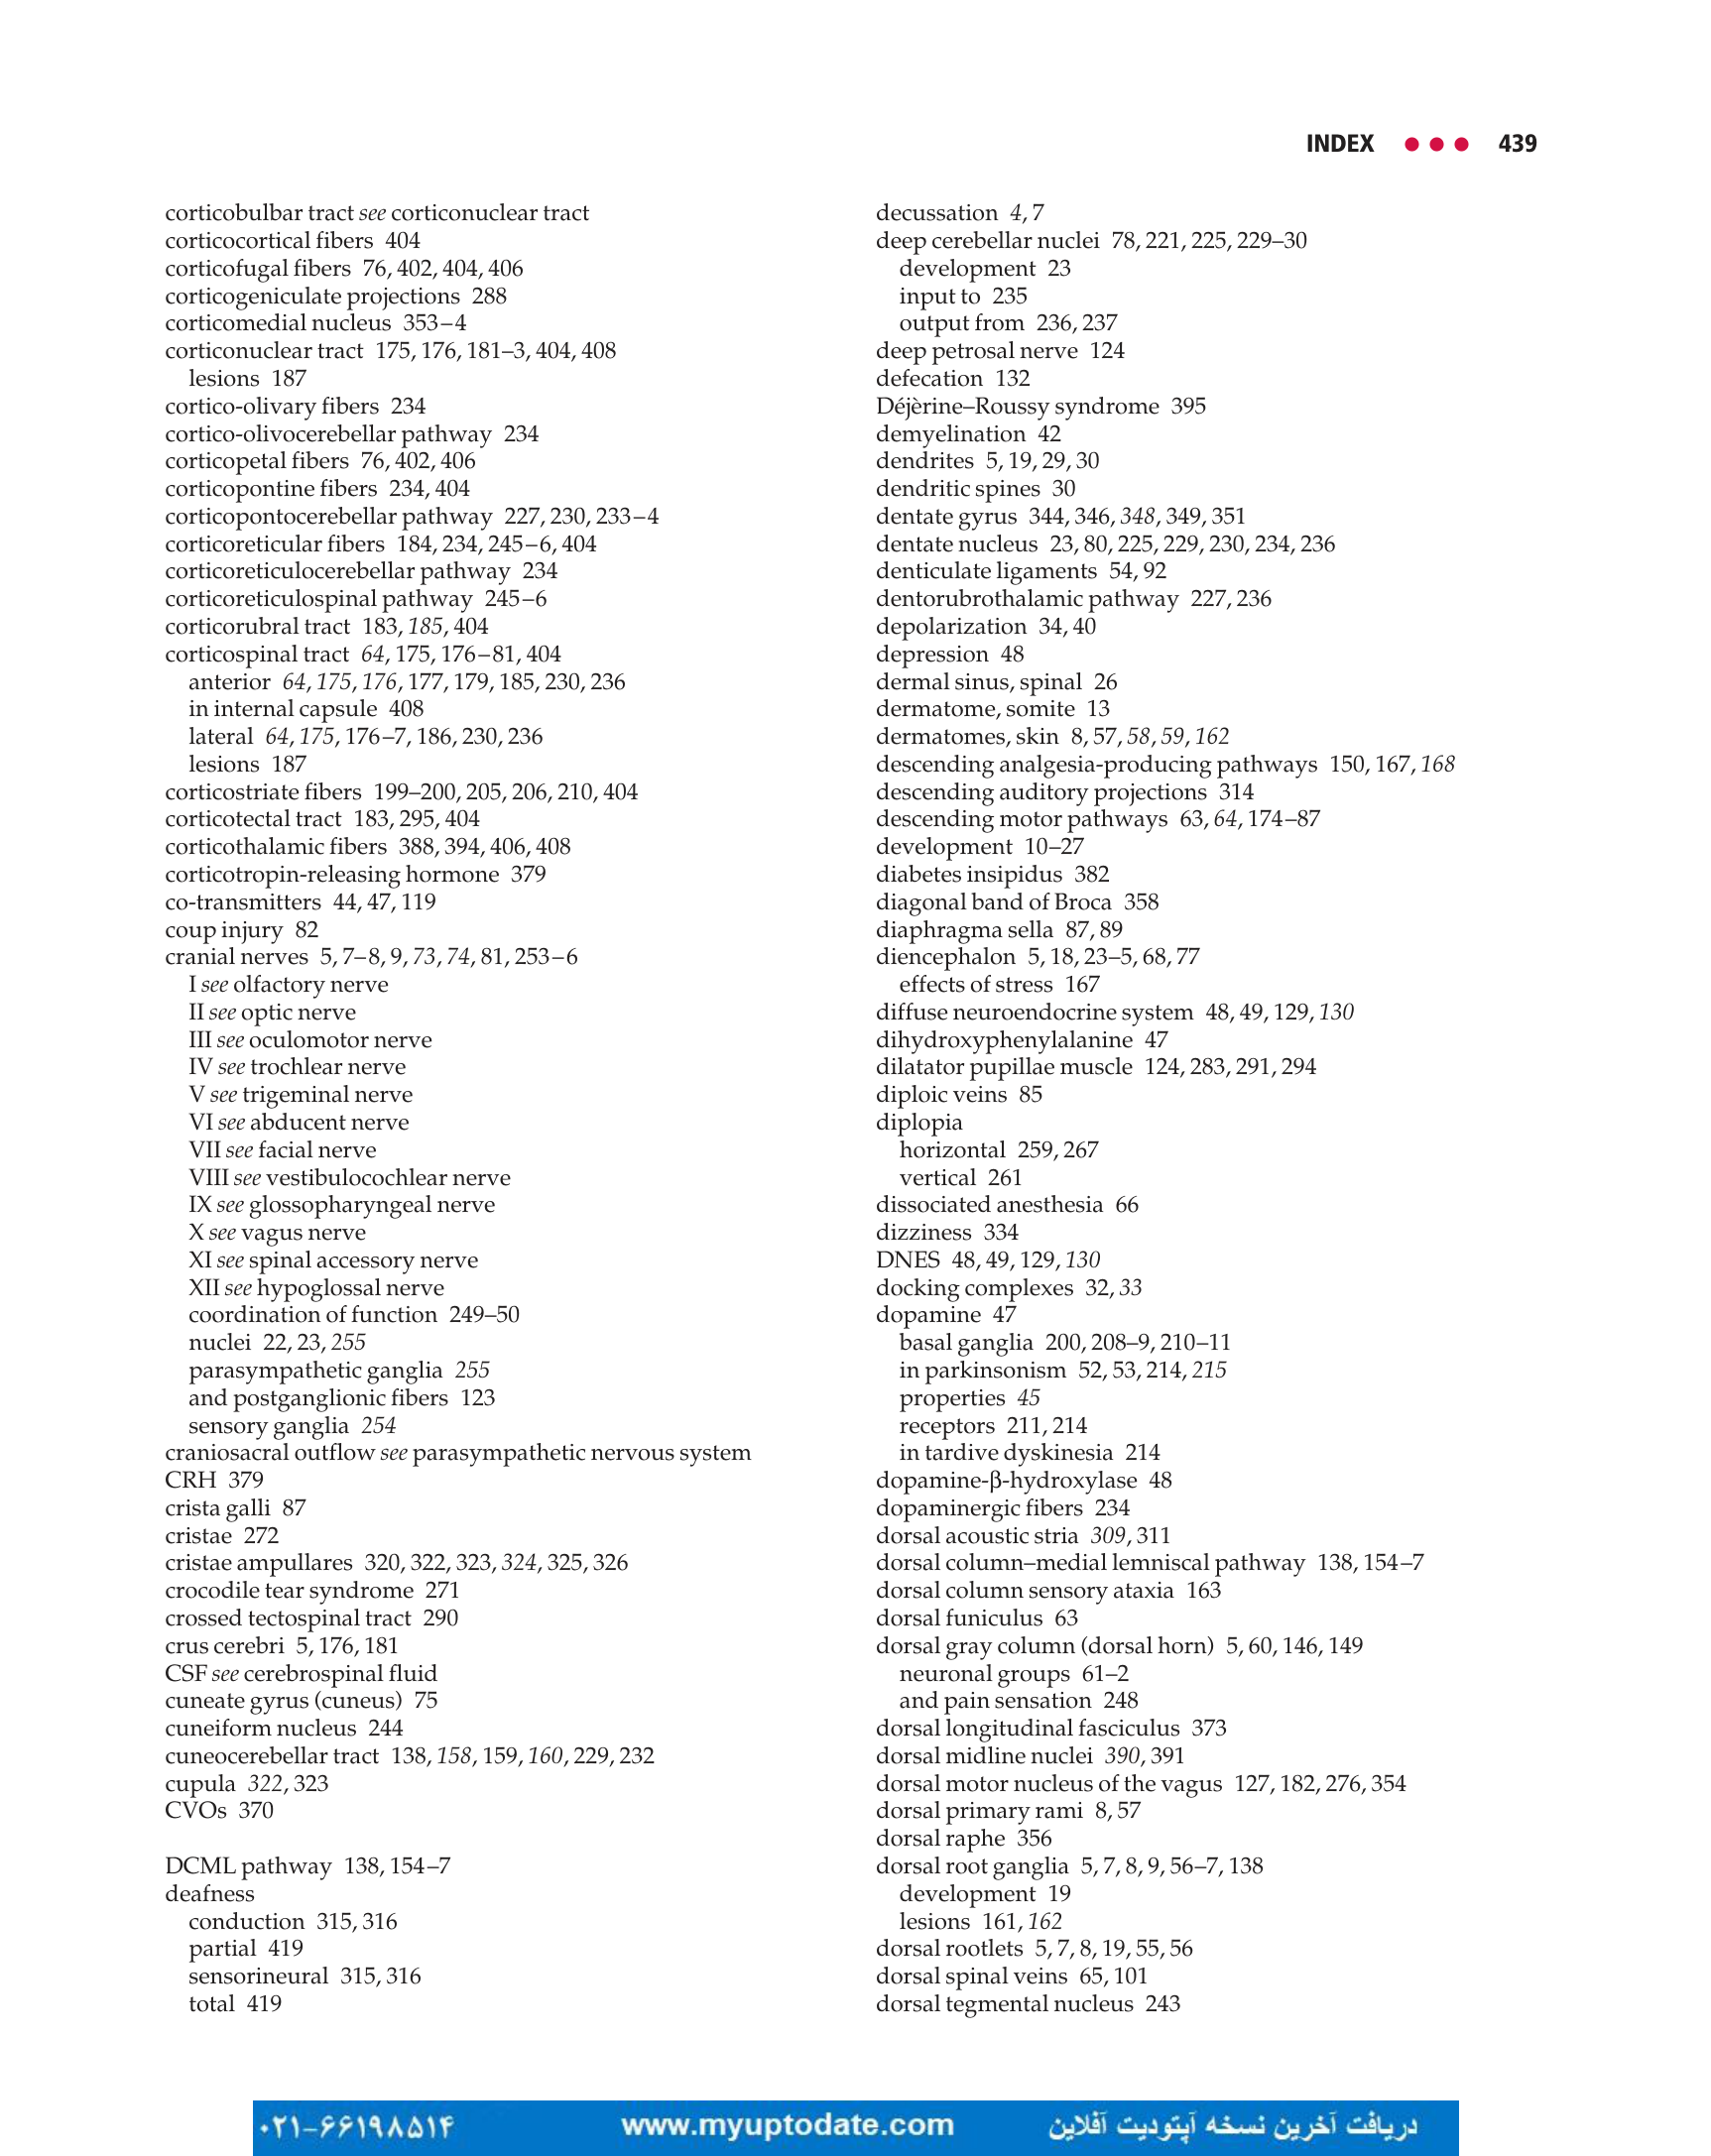 INDEX ● ● ● 439
corticobulbar tract see corticonuclear tract
corticocortical fibers 404
corticofugal fibers 76, 402, 404, 406
corticogeniculate projections 288
corticomedial nucleus 353–4
corticonuclear tract 175, 176, 181–3, 404, 408
lesions 187
cortico-olivary fibers 234
cortico-olivocerebellar pathway 234
corticopetal fibers 76, 402, 406
corticopontine fibers 234, 404
corticopontocerebellar pathway 227, 230, 233–4
corticoreticular fibers 184, 234, 245–6, 404
corticoreticulocerebellar pathway 234
corticoreticulospinal pathway 245–6
corticorubral tract 183, 185, 404
corticospinal tract 64, 175, 176–81, 404
anterior 64, 175, 176, 177, 179, 185, 230, 236
in internal capsule 408
lateral 64, 175, 176–7, 186, 230, 236
lesions 187
corticostriate fibers 199–200, 205, 206, 210, 404
corticotectal tract 183, 295, 404
corticothalamic fibers 388, 394, 406, 408
corticotropin-releasing hormone 379
co-transmitters 44, 47, 119
coup injury 82
cranial nerves 5, 7–8, 9, 73, 74, 81, 253–6
I see olfactory nerve
II see optic nerve
III see oculomotor nerve
IV see trochlear nerve
V see trigeminal nerve
VI see abducent nerve
VII see facial nerve
VIII see vestibulocochlear nerve
IX see glossopharyngeal nerve
X see vagus nerve
XI see spinal accessory nerve
XII see hypoglossal nerve
coordination of function 249–50
nuclei 22, 23, 255
parasympathetic ganglia 255
and postganglionic fibers 123
sensory ganglia 254
craniosacral outflow see parasympathetic nervous system
CRH 379
crista galli 87
cristae 272
cristae ampullares 320, 322, 323, 324, 325, 326
crocodile tear syndrome 271
crossed tectospinal tract 290
crus cerebri 5, 176, 181
CSF see cerebrospinal fluid
cuneate gyrus (cuneus) 75
cuneiform nucleus 244
cuneocerebellar tract 138, 158, 159, 160, 229, 232
cupula 322, 323
CVOs 370
DCML pathway 138, 154–7
deafness
conduction 315, 316
partial 419
sensorineural 315, 316
total 419
decussation 4, 7
deep cerebellar nuclei 78, 221, 225, 229–30
development 23
input to 235
output from 236, 237
deep petrosal nerve 124
defecation 132
Déjèrine–Roussy syndrome 395
demyelination 42
dendrites 5, 19, 29, 30
dendritic spines 30
dentate gyrus 344, 346, 348, 349, 351
dentate nucleus 23, 80, 225, 229, 230, 234, 236
denticulate ligaments 54, 92
dentorubrothalamic pathway 227, 236
depolarization 34, 40
depression 48
dermal sinus, spinal 26
dermatome, somite 13
dermatomes, skin 8, 57, 58, 59, 162
descending analgesia-producing pathways 150, 167, 168
descending auditory projections 314
descending motor pathways 63, 64, 174–87
development 10–27
diabetes insipidus 382
diagonal band of Broca 358
diaphragma sella 87, 89
diencephalon 5, 18, 23–5, 68, 77
effects of stress 167
diffuse neuroendocrine system 48, 49, 129, 130
dihydroxyphenylalanine 47
dilatator pupillae muscle 124, 283, 291, 294
diploic veins 85
diplopia
horizontal 259, 267
vertical 261
dissociated anesthesia 66
dizziness 334
DNES 48, 49, 129, 130
docking complexes 32, 33
dopamine 47
basal ganglia 200, 208–9, 210–11
in parkinsonism 52, 53, 214, 215
properties 45
receptors 211, 214
in tardive dyskinesia 214
dopamine-β-hydroxylase 48
dopaminergic fibers 234
dorsal acoustic stria 309, 311
dorsal column–medial lemniscal pathway 138, 154–7
dorsal column sensory ataxia 163
dorsal funiculus 63
dorsal gray column (dorsal horn) 5, 60, 146, 149
neuronal groups 61–2
and pain sensation 248
dorsal longitudinal fasciculus 373
dorsal midline nuclei 390, 391
dorsal motor nucleus of the vagus 127, 182, 276, 354
dorsal primary rami 8, 57
dorsal raphe 356
dorsal root ganglia 5, 7, 8, 9, 56–7, 138
development 19
lesions 161, 162
dorsal rootlets 5, 7, 8, 19, 55, 56
dorsal spinal veins 65, 101
dorsal tegmental nucleus 243
۰۲۱-۶۶۱۹۸۵۱۴ www.myuptodate.com دریافت آخرین نسخه آپتودیت آفلاین